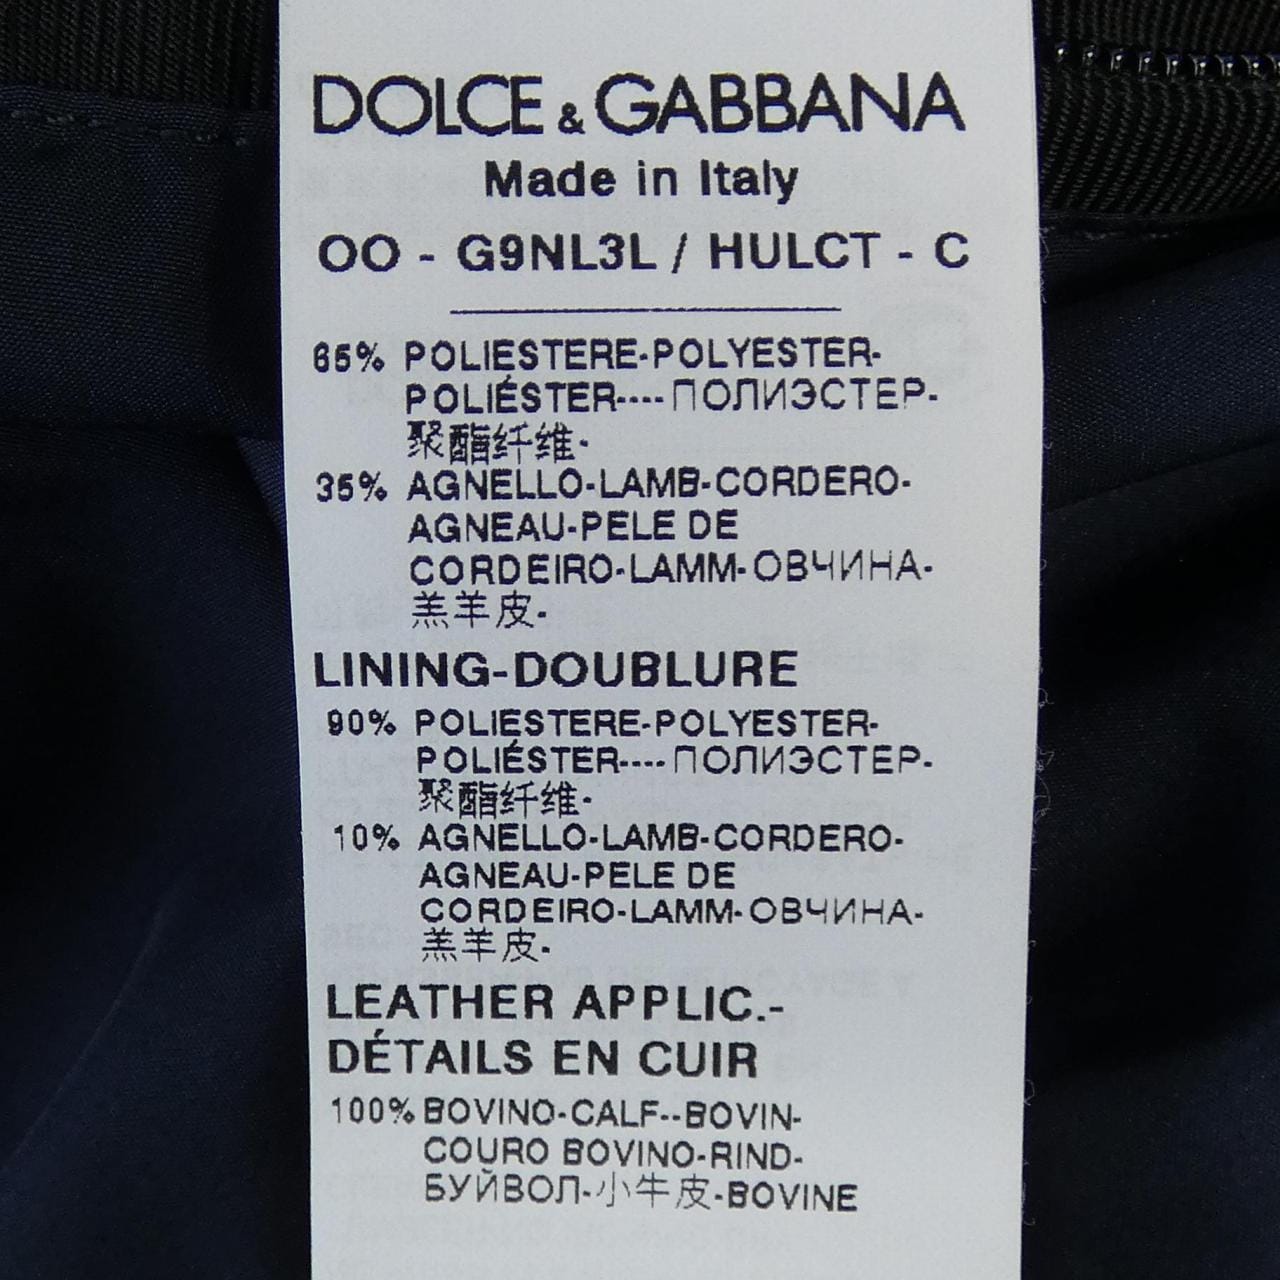 DOLCE & GABBANA
Made in Italy
OO - G9NL3L / HULCT - C
65% POLIESTERE-POLYESTER-
POLIÉSTER----ПОЛИЭСТЕР-
聚酯纤维-
35% AGNELLO-LAMB-CORDERO-
AGNEAU-PELE DE
CORDEIRO-LAMM-ОВЧИНА-
羔羊皮-
LINING-DOUBLURE
90% POLIESTERE-POLYESTER-
POLIÉSTER----ПОЛИЭСТЕР-
聚酯纤维-
10% AGNELLO-LAMB-CORDERO-
AGNEAU-PELE DE
CORDEIRO-LAMM-ОВЧИНА-
羔羊皮-
LEATHER APPLIC.-
DÉTAILS EN CUIR
100% BOVINO-CALF--BOVIN-
COURO BOVINO-RIND-
БУЙВОЛ-小牛皮-BOVINE